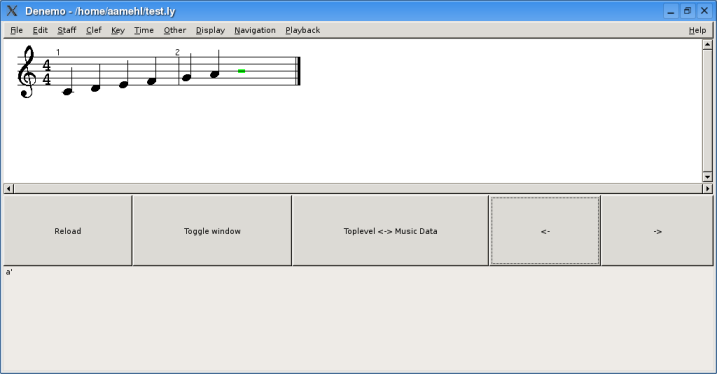 Denemo - /home/aamehl/test.ly
File Edit Staff Clef Key Time Other Display Navigation Playback Help
1 2
4
4
Reload Toggle window Toplevel <-> Music Data <- ->
a'